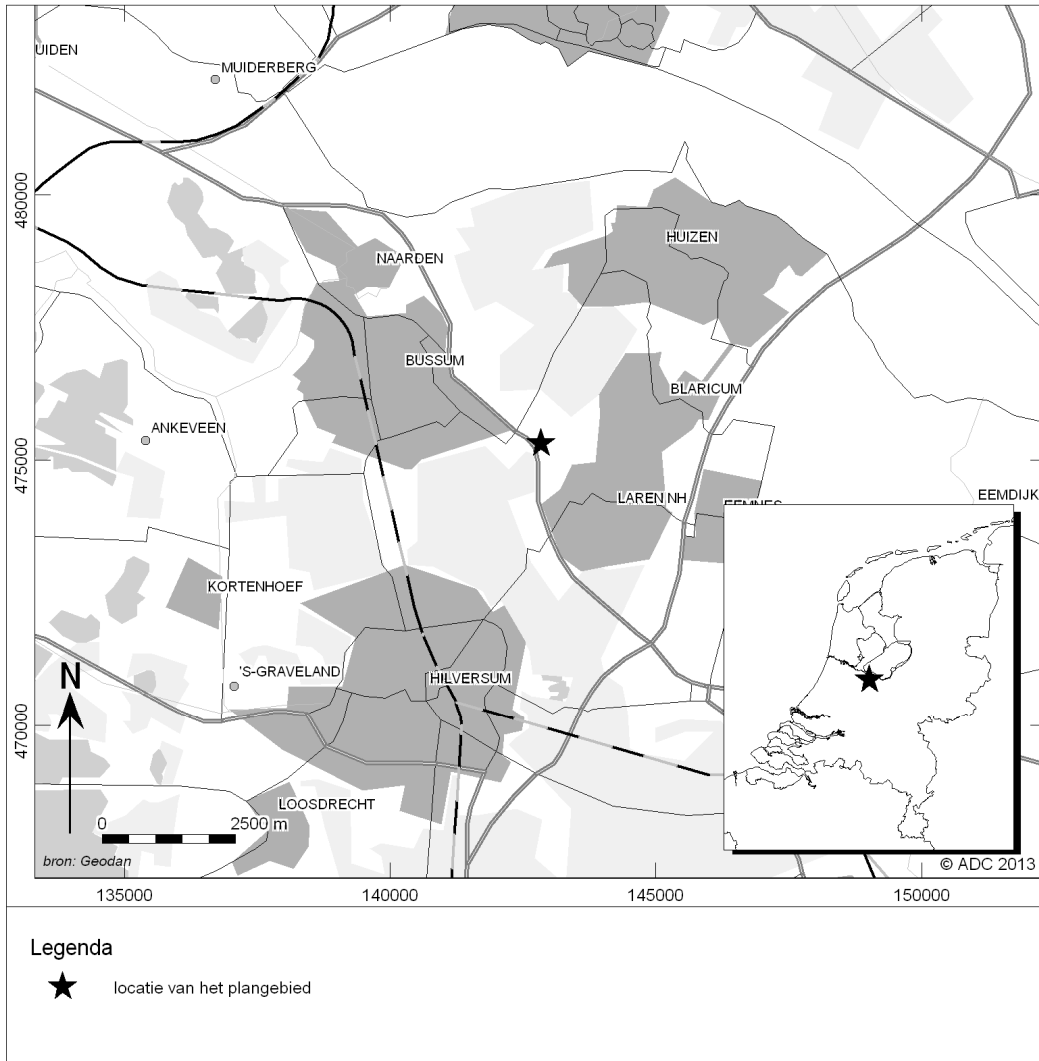 UIDEN
MUIDERBERG
480000
HUIZEN
NAARDEN
BUSSUM
BLARICUM
ANKEVEEN
475000
LAREN NH
EEMNES
EEMDIJK
KORTENHOEF
N
'S-GRAVELAND
HILVERSUM
470000
LOOSDRECHT
0 2500 m
bron: Geodan
© ADC 2013
135000 140000 145000 150000
Legenda
locatie van het plangebied